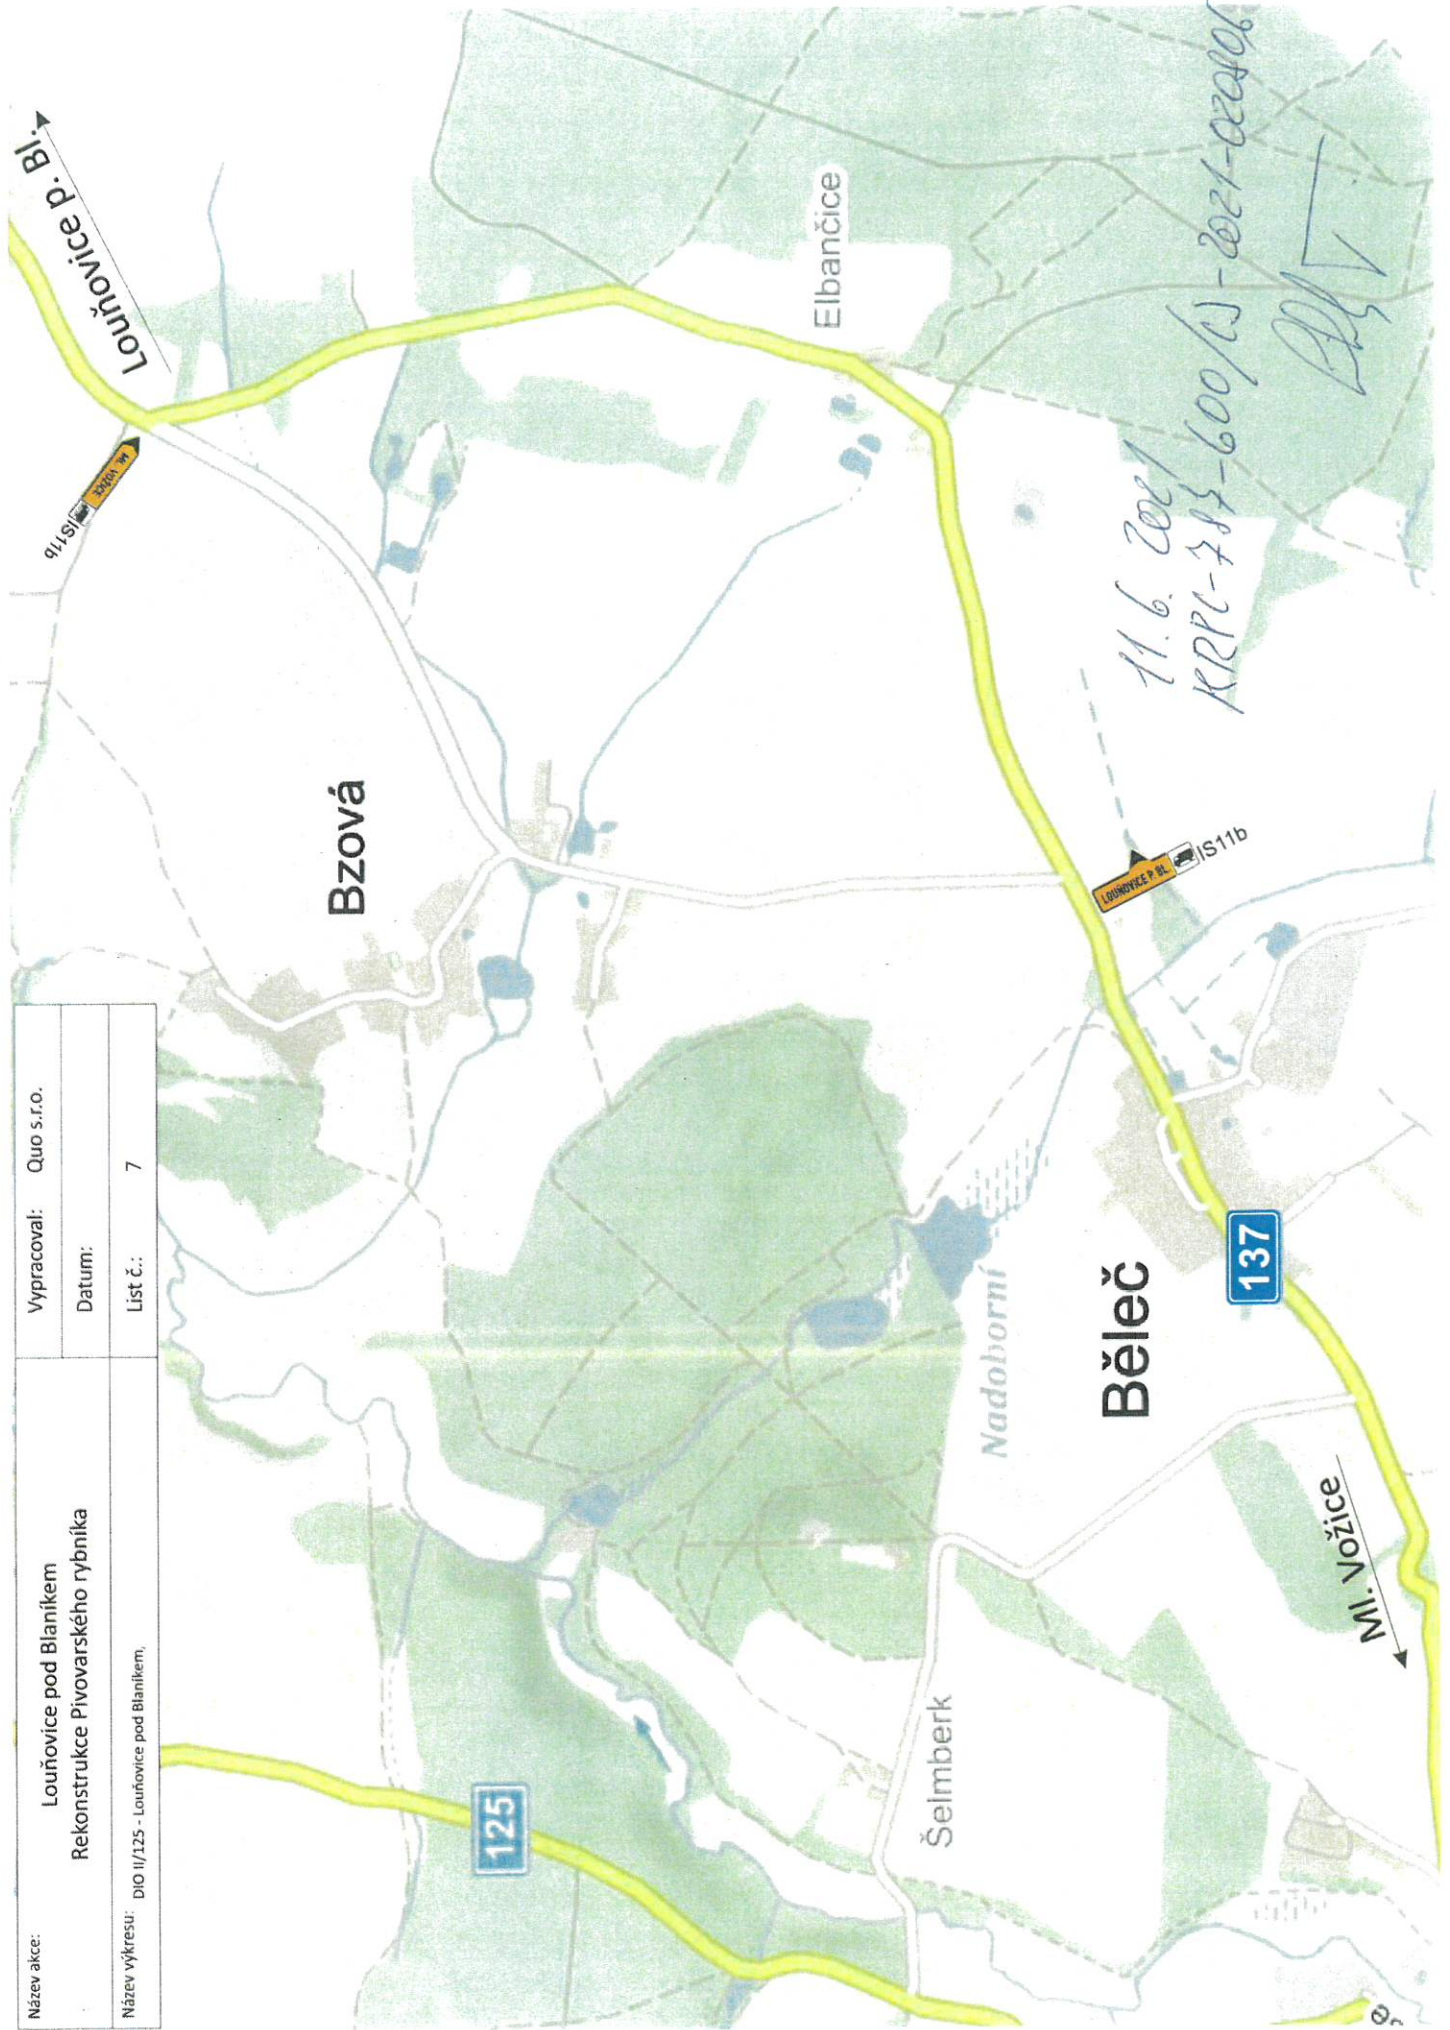 Název akce:
Louňovice pod Blaníkem
Rekonstrukce Pivovarského rybníka
Vypracoval: Quo s.r.o.
Datum:
Název výkresu: DIO II/125 - Louňovice pod Blaníkem,
List č.: 7
Louňovice p. Bl.
IS11b
ML. VOŽICE
Bzová
Elbančice
LOUŇOVICE P. BL.
IS11b
Nadoborní
Běleč
137
125
Šelmberk
Ml. Vožice
11. 6. 2021